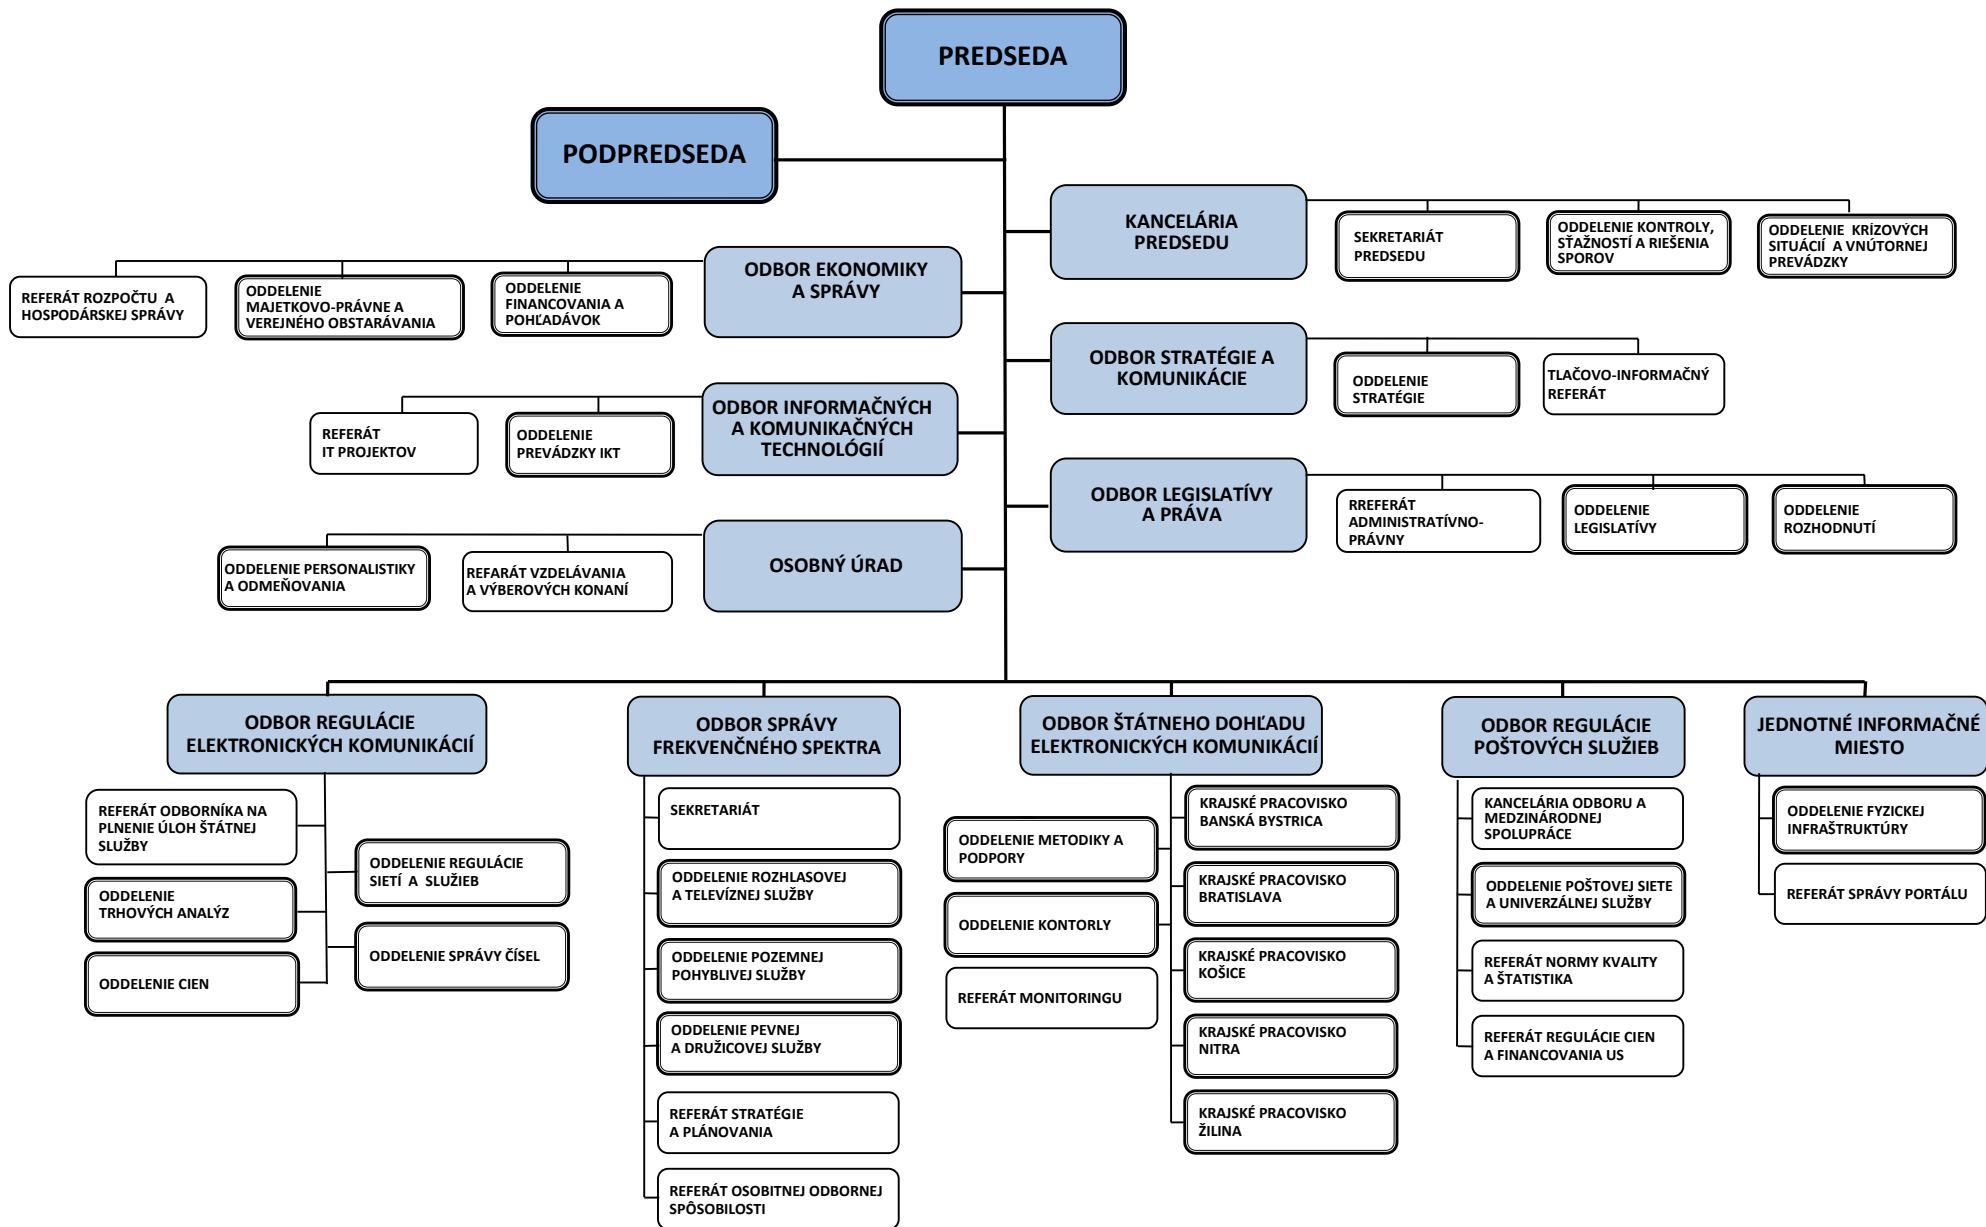 PREDSEDA
PODPREDSEDA
KANCELÁRIA
PREDSEDU
SEKRETARIÁT
PREDSEDU
ODDELENIE KONTROLY,
SŤAŽNOSTÍ A RIEŠENIA
SPOROV
ODDELENIE KRÍZOVÝCH
SITUÁCIÍ A VNÚTORNEJ
PREVÁDZKY
ODBOR EKONOMIKY
A SPRÁVY
REFERÁT ROZPOČTU A
HOSPODÁRSKEJ SPRÁVY
ODDELENIE
MAJETKOVO-PRÁVNE A
VEREJNÉHO OBSTARÁVANIA
ODDELENIE
FINANCOVANIA A
POHĽADÁVOK
ODBOR STRATÉGIE A
KOMUNIKÁCIE
ODDELENIE
STRATÉGIE
TLAČOVO-INFORMAČNÝ
REFERÁT
ODBOR INFORMAČNÝCH
A KOMUNIKAČNÝCH
TECHNOLÓGIÍ
REFERÁT
IT PROJEKTOV
ODDELENIE
PREVÁDZKY IKT
ODBOR LEGISLATÍVY
A PRÁVA
RREFERÁT
ADMINISTRATÍVNO-
PRÁVNY
ODDELENIE
LEGISLATÍVY
ODDELENIE
ROZHODNUTÍ
OSOBNÝ ÚRAD
ODDELENIE PERSONALISTIKY
A ODMEŇOVANIA
REFARÁT VZDELÁVANIA
A VÝBEROVÝCH KONANÍ
ODBOR REGULÁCIE
ELEKTRONICKÝCH KOMUNIKÁCIÍ
REFERÁT ODBORNÍKA NA
PLNENIE ÚLOH ŠTÁTNEJ
SLUŽBY
ODDELENIE REGULÁCIE
SIETÍ A SLUŽIEB
ODDELENIE
TRHOVÝCH ANALÝZ
ODDELENIE SPRÁVY ČÍSEL
ODDELENIE CIEN
ODBOR SPRÁVY
FREKVENČNÉHO SPEKTRA
SEKRETARIÁT
ODDELENIE ROZHLASOVEJ
A TELEVÍZNEJ SLUŽBY
ODDELENIE POZEMNEJ
POHYBLIVEJ SLUŽBY
ODDELENIE PEVNEJ
A DRUŽICOVEJ SLUŽBY
REFERÁT STRATÉGIE
A PLÁNOVANIA
REFERÁT OSOBITNEJ ODBORNEJ
SPÔSOBILOSTI
ODBOR ŠTÁTNEHO DOHĽADU
ELEKTRONICKÝCH KOMUNIKÁCIÍ
ODDELENIE METODIKY A
PODPORY
ODDELENIE KONTORLY
REFERÁT MONITORINGU
KRAJSKÉ PRACOVISKO
BANSKÁ BYSTRICA
KRAJSKÉ PRACOVISKO
BRATISLAVA
KRAJSKÉ PRACOVISKO
KOŠICE
KRAJSKÉ PRACOVISKO
NITRA
KRAJSKÉ PRACOVISKO
ŽILINA
ODBOR REGULÁCIE
POŠTOVÝCH SLUŽIEB
KANCELÁRIA ODBORU A
MEDZINÁRODNEJ
SPOLUPRÁCE
ODDELENIE POŠTOVEJ SIETE
A UNIVERZÁLNEJ SLUŽBY
REFERÁT NORMY KVALITY
A ŠTATISTIKA
REFERÁT REGULÁCIE CIEN
A FINANCOVANIA US
JEDNOTNÉ INFORMAČNÉ
MIESTO
ODDELENIE FYZICKEJ
INFRAŠTRUKTÚRY
REFERÁT SPRÁVY PORTÁLU